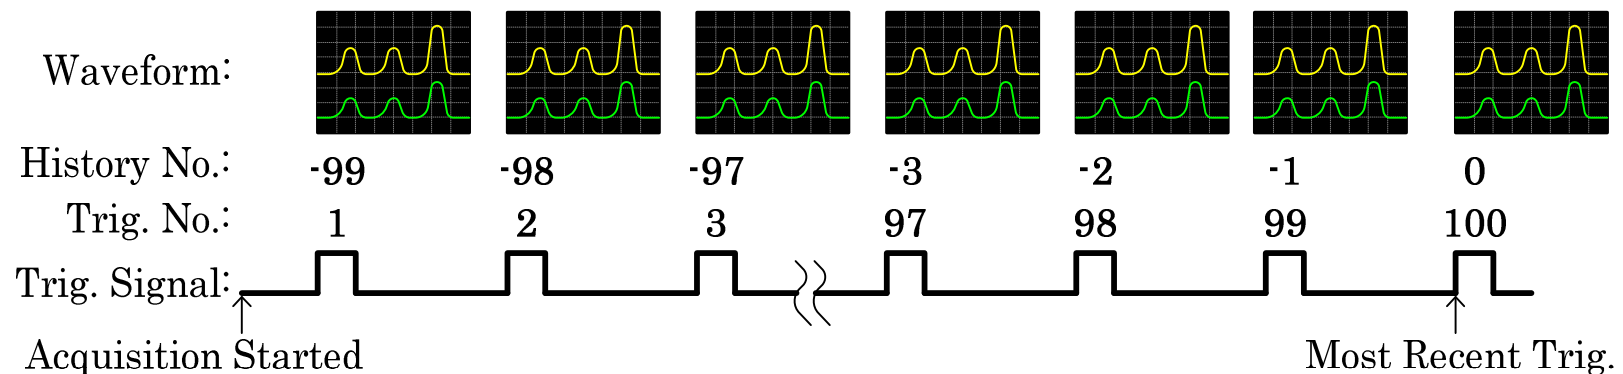 Waveform:
History No.: -99 -98 -97 -3 -2 -1 0
Trig. No.: 1 2 3 97 98 99 100
Trig. Signal:
Acquisition Started Most Recent Trig.